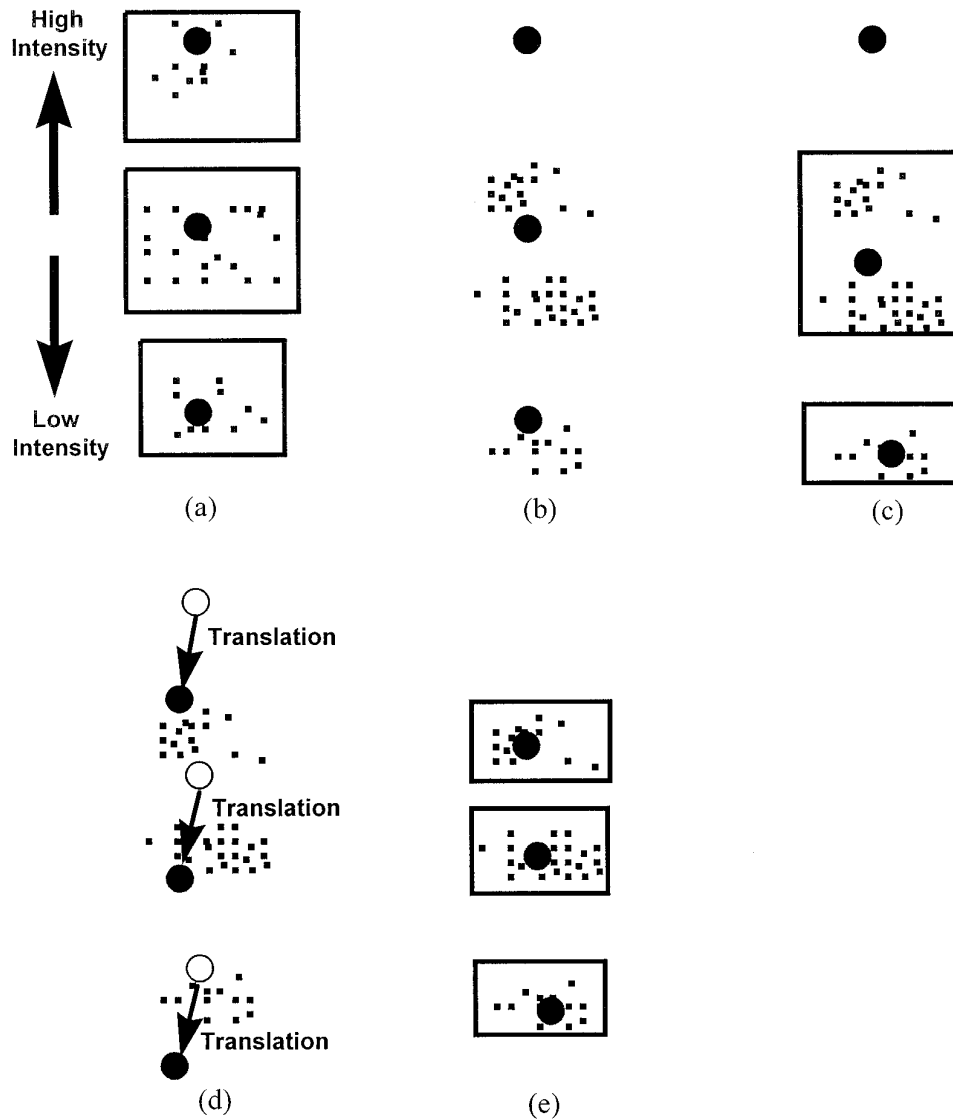 High
Intensity
Low
Intensity
(a)
(b)
(c)
Translation
Translation
Translation
(d)
(e)